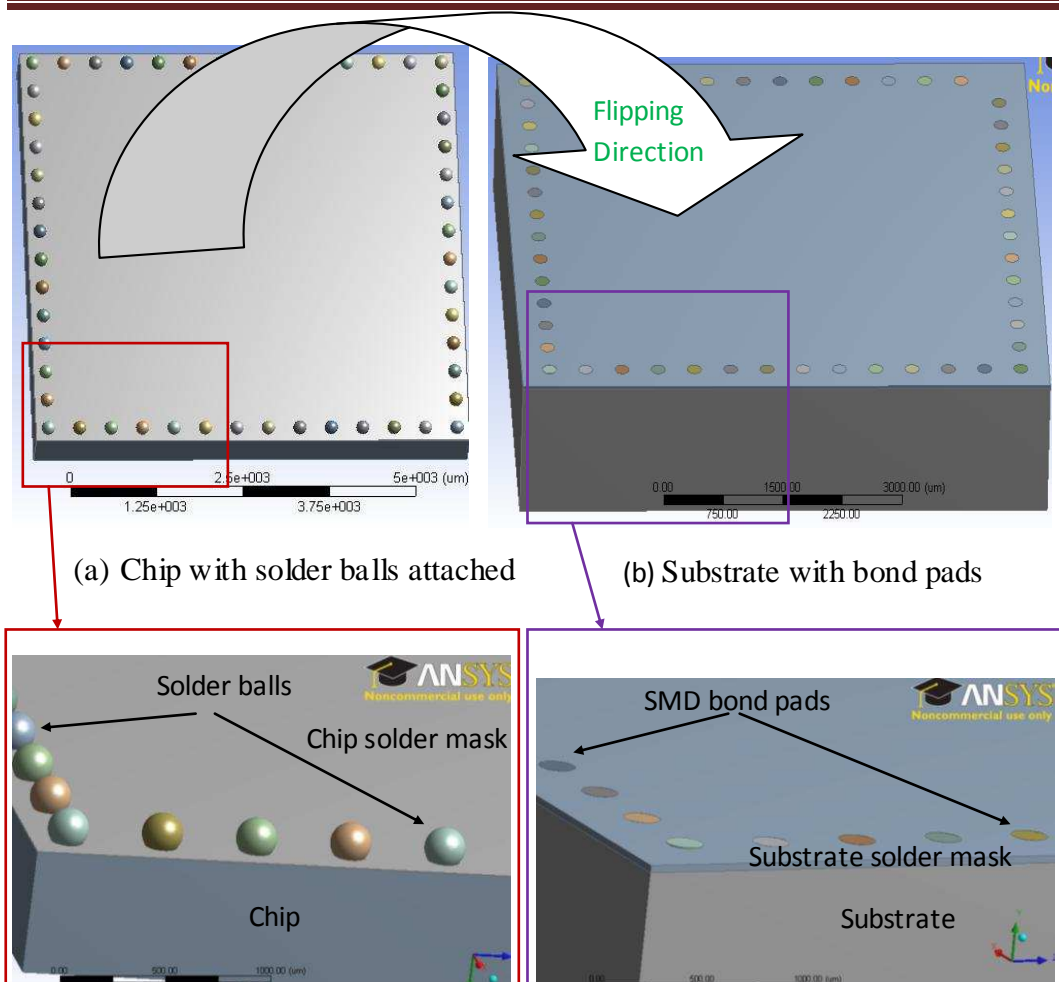 Flipping
Direction
No
0
2.5e+003
5e+003 (um)
1.25e+003
3.75e+003
0.00
1500.00
3000.00 (um)
750.00
2250.00
(a) Chip with solder balls attached
(b) Substrate with bond pads
ANSYS
Noncommercial use only
Solder balls
Chip solder mask
Chip
0.00
500.00
1000.00 (um)
ANSYS
Noncommercial use only
SMD bond pads
Substrate solder mask
Substrate
Y
0.00
500.00
1000.00 (um)